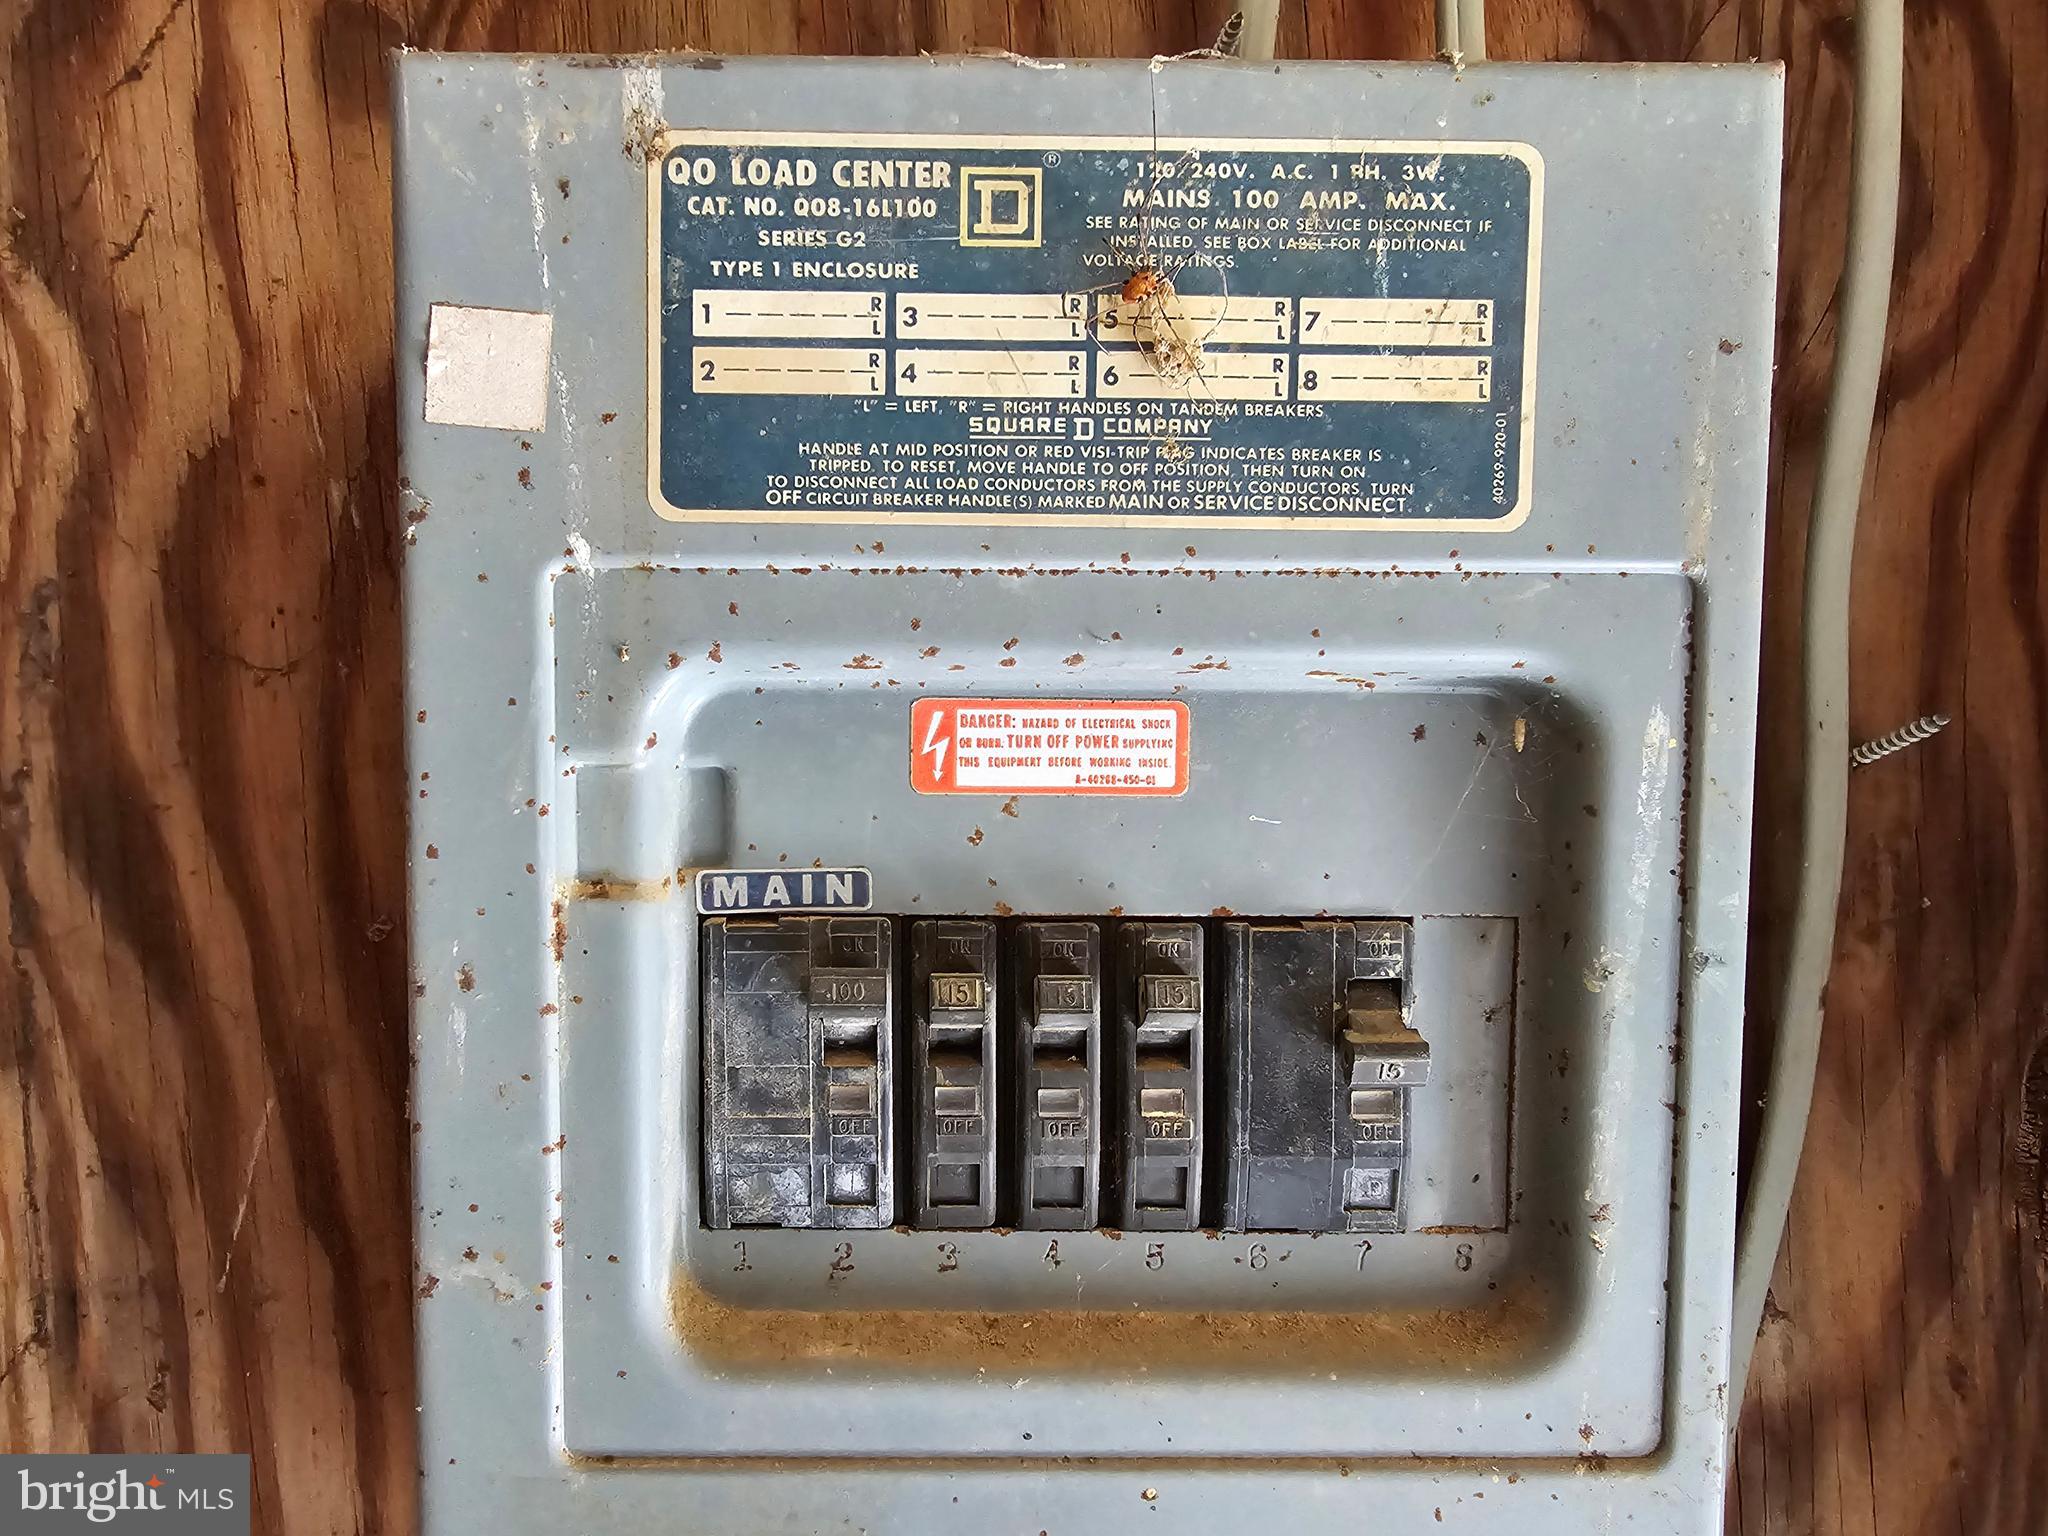 QO LOAD CENTER
CAT. NO. QO8-16L100
SERIES G2
TYPE 1 ENCLOSURE
D ®
120/240V. A.C. 1 PH. 3W.
MAINS 100 AMP. MAX.
SEE RATING OF MAIN OR SERVICE DISCONNECT IF
INSTALLED. SEE BOX LABEL FOR ADDITIONAL
VOLTAGE RATINGS.
1 R L 3 R L 5 R L 7 R L
2 R L 4 R L 6 R L 8 R L
"L" = LEFT, "R" = RIGHT HANDLES ON TANDEM BREAKERS
SQUARE D COMPANY
HANDLE AT MID POSITION OR RED VISI-TRIP FLAG INDICATES BREAKER IS
TRIPPED. TO RESET, MOVE HANDLE TO OFF POSITION, THEN TURN ON.
TO DISCONNECT ALL LOAD CONDUCTORS FROM THE SUPPLY CONDUCTORS, TURN
OFF CIRCUIT BREAKER HANDLE(S) MARKED MAIN OR SERVICE DISCONNECT.
40269-920-01
DANGER: HAZARD OF ELECTRICAL SHOCK
OR BURN. TURN OFF POWER SUPPLYING
THIS EQUIPMENT BEFORE WORKING INSIDE.
A-40268-450-01
MAIN
ON ON ON ON ON
100 15 15 15 15
OFF OFF OFF OFF OFF
1 2 3 4 5 6 7 8
bright™ MLS